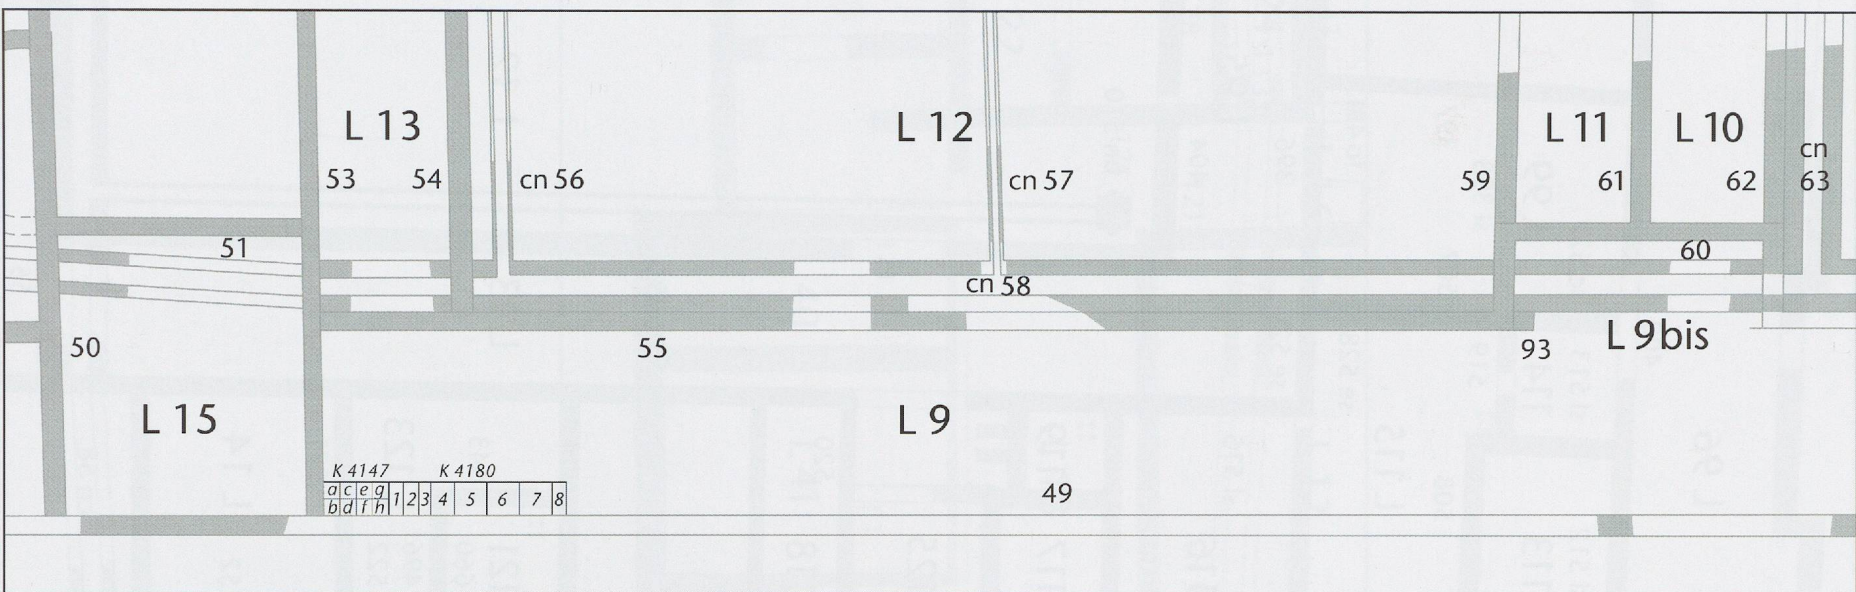 L 13
L 12
L 11
L 10
cn
53
54
cn 56
cn 57
59
61
62
63
51
60
cn 58
50
55
93
L 9bis
L 15
L 9
K 4147
K 4180
a c e g
b d f h
1 2 3 4 5 6 7 8
49